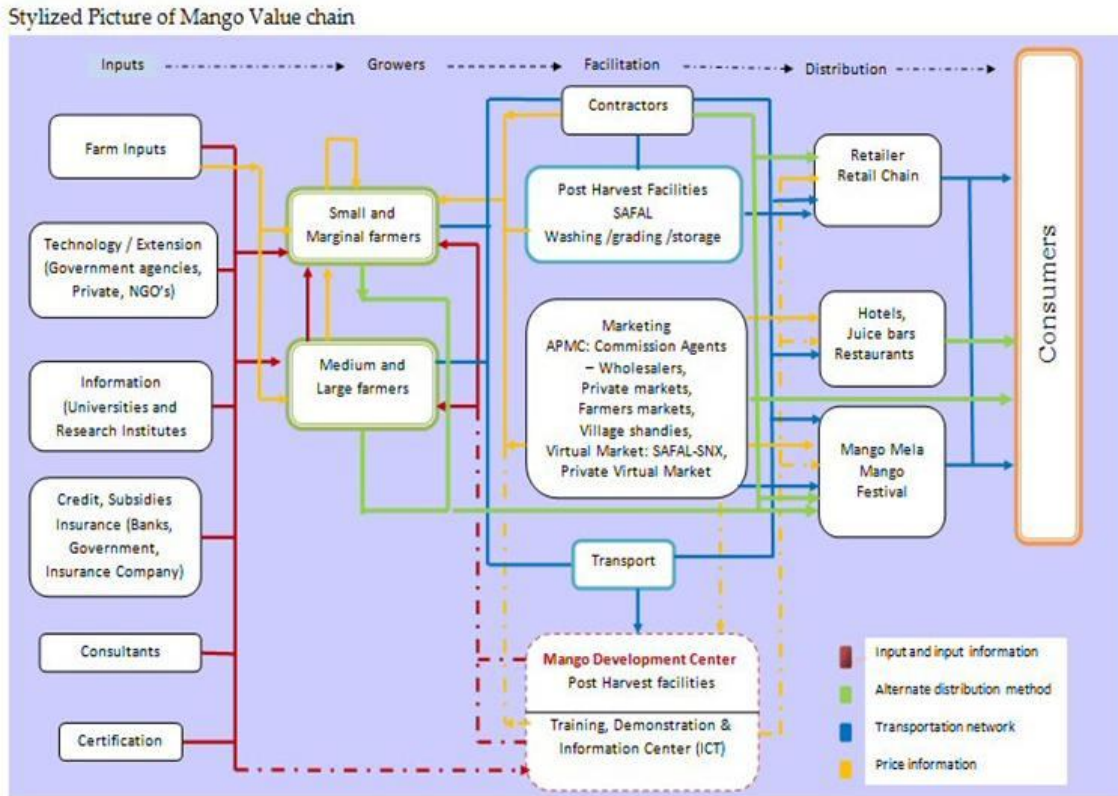 Stylized Picture of Mango Value chain
Inputs
Growers
Facilitation
Distribution
Farm Inputs
Technology / Extension
(Government agencies,
Private, NGO's)
Information
(Universities and
Research Institutes
Credit, Subsidies
Insurance (Banks,
Government,
Insurance Company)
Consultants
Certification
Small and
Marginal farmers
Medium and
Large farmers
Contractors
Post Harvest Facilities
SAFAL
Washing /grading /storage
Marketing
APMC: Commission Agents
– Wholesalers,
Private markets,
Farmers markets,
Village shandies,
Virtual Market: SAFAL-SNX,
Private Virtual Market
Transport
Mango Development Center
Post Harvest facilities
Training, Demonstration &
Information Center (ICT)
Retailer
Retail Chain
Hotels,
Juice bars
Restaurants
Mango Mela
Mango
Festival
Consumers
Input and input information
Alternate distribution method
Transportation network
Price information